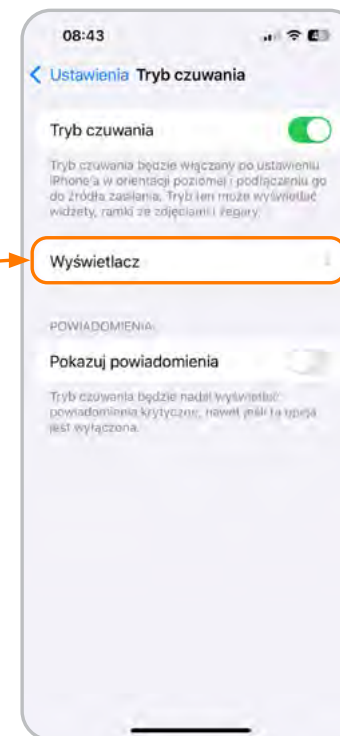 08:43
Ustawienia Tryb czuwania
Tryb czuwania
Tryb czuwania będzie włączany po ustawieniu
iPhone'a w orientacji poziomej i podłączeniu go
do źródła zasilania. Tryb ten może wyświetlać
widżety, ramki ze zdjęciami i zegary.
Wyświetlacz
POWIADOMIENIA:
Pokazuj powiadomienia
Tryb czuwania będzie nadal wyświetlać
powiadomienia krytyczne, nawet jeśli ta opcja
jest wyłączona.